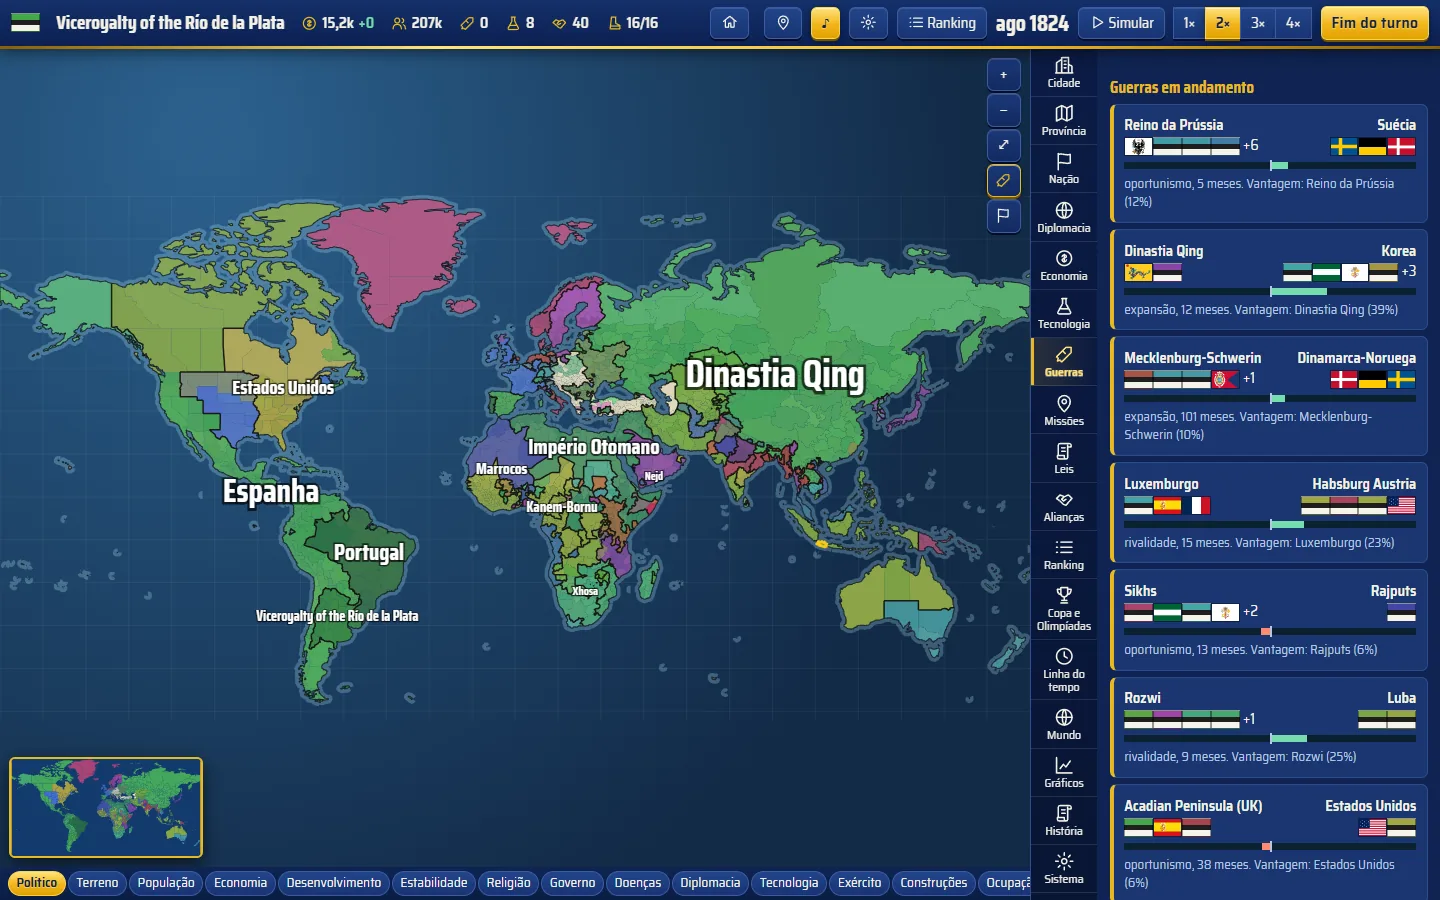 Viceroyalty of the Río de la Plata 15,2k +0 207k 0 8 40 16/16 Ranking ago 1824 Simular 1× 2× 3× 4× Fim do turno
Cidade
Província
Nação
Diplomacia
Economia
Tecnologia
Guerras
Missões
Leis
Alianças
Ranking
Copa e
Olimpíadas
Linha do
tempo
Mundo
Gráficos
História
Sistema
Guerras em andamento
Reino da Prússia Suécia
+6
oportunismo, 5 meses. Vantagem: Reino da Prússia
(12%)
Dinastia Qing Korea
+3
expansão, 12 meses. Vantagem: Dinastia Qing (39%)
Mecklenburg-Schwerin Dinamarca-Noruega
+1
expansão, 101 meses. Vantagem: Mecklenburg-
Schwerin (10%)
Luxemburgo Habsburg Austria
rivalidade, 15 meses. Vantagem: Luxemburgo (23%)
Sikhs Rajputs
+2
oportunismo, 13 meses. Vantagem: Rajputs (6%)
Rozwi Luba
+1
rivalidade, 9 meses. Vantagem: Rozwi (25%)
Acadian Peninsula (UK) Estados Unidos
oportunismo, 38 meses. Vantagem: Estados Unidos
(6%)
Dinastia Qing
Estados Unidos
Império Otomano
Marrocos
Nejd
Espanha
Kanem-Bornu
Portugal
Xhosa
Viceroyalty of the Río de la Plata
Político Terreno População Economia Desenvolvimento Estabilidade Religião Governo Doenças Diplomacia Tecnologia Exército Construções Ocupaçã